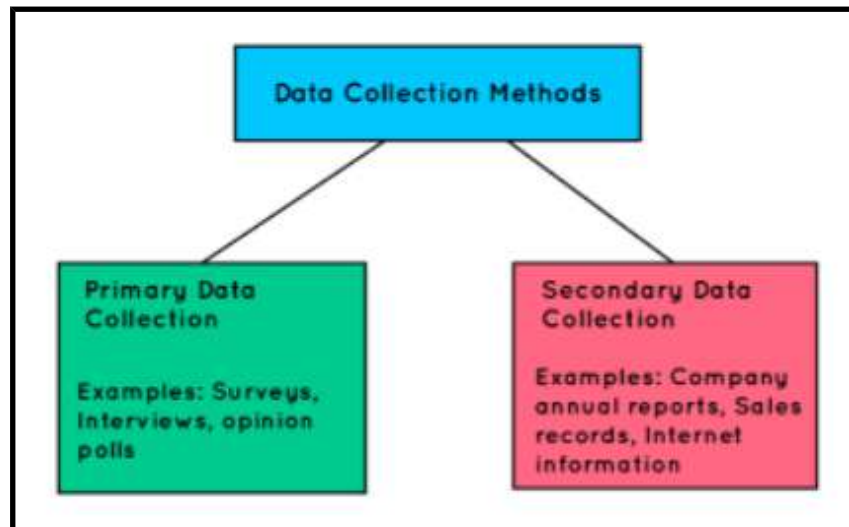 Data Collection Methods
Primary Data
Collection
Examples: Surveys,
Interviews, opinion
polls
Secondary Data
Collection
Examples: Company
annual reports, Sales
records, Internet
information